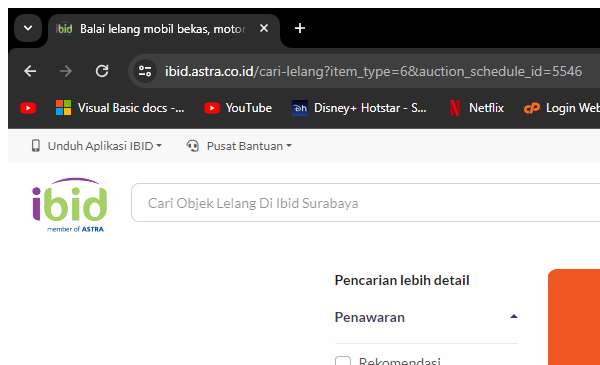 ibid Balai lelang mobil bekas, motor
ibid.astra.co.id/cari-lelang?item_type=6&auction_schedule_id=5546
Visual Basic docs -... YouTube Disney+ Hotstar - S... Netflix Login Web
Unduh Aplikasi IBID Pusat Bantuan
ibid
member of ASTRA
Cari Objek Lelang Di Ibid Surabaya
Pencarian lebih detail
Penawaran
Rekomendasi